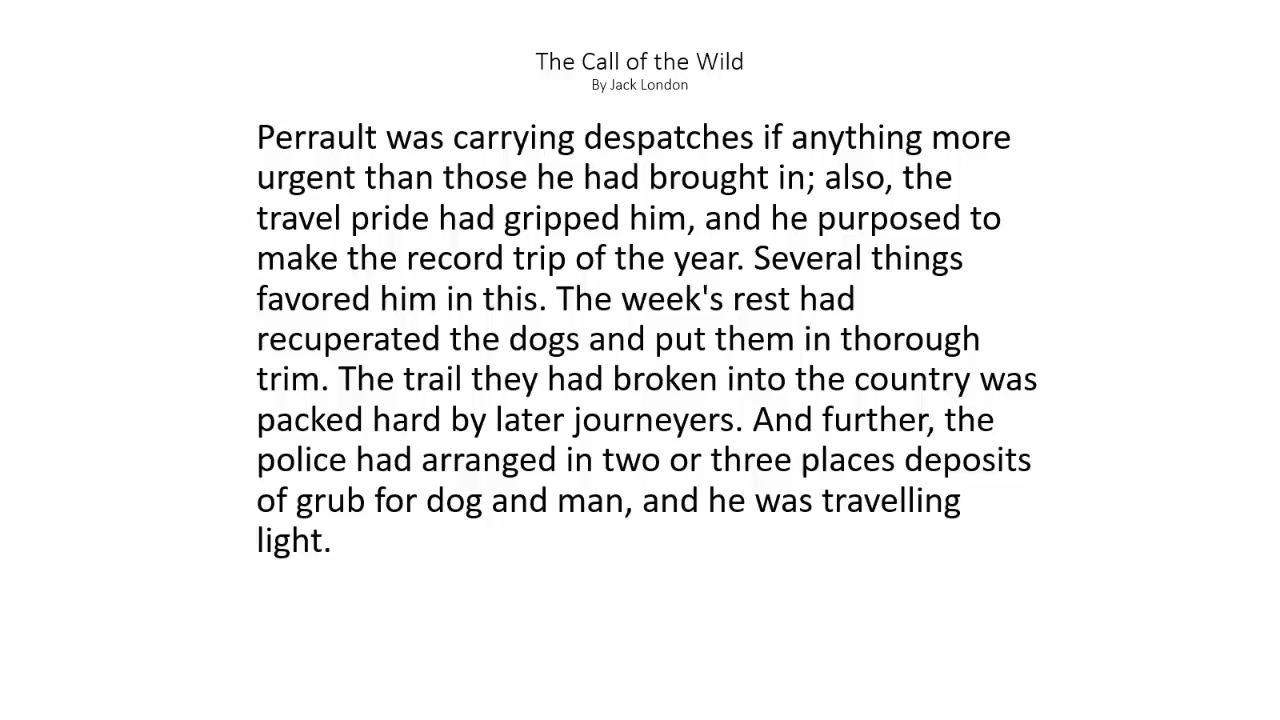 The Call of the Wild
By Jack London
Perrault was carrying despatches if anything more
urgent than those he had brought in; also, the
travel pride had gripped him, and he purposed to
make the record trip of the year. Several things
favored him in this. The week's rest had
recuperated the dogs and put them in thorough
trim. The trail they had broken into the country was
packed hard by later journeyers. And further, the
police had arranged in two or three places deposits
of grub for dog and man, and he was travelling
light.